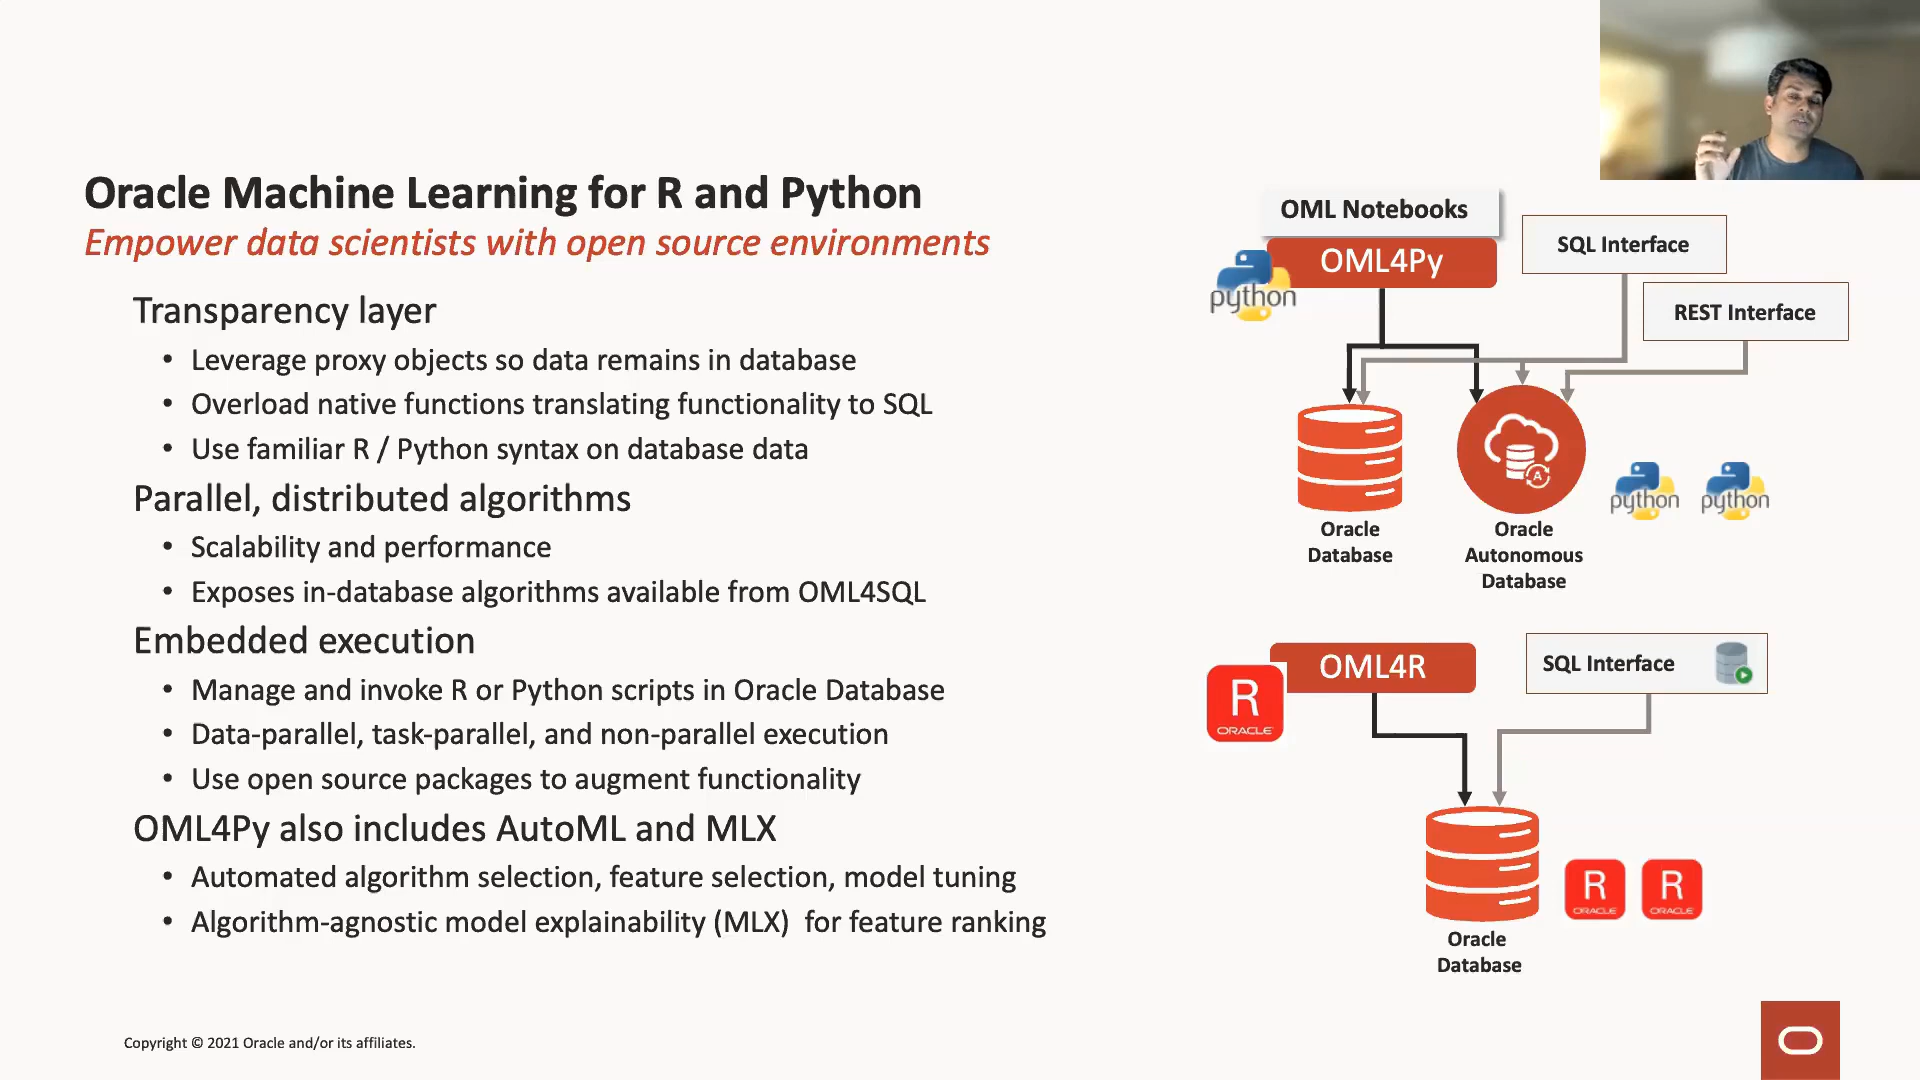 Oracle Machine Learning for R and Python
Empower data scientists with open source environments
Transparency layer
• Leverage proxy objects so data remains in database
• Overload native functions translating functionality to SQL
• Use familiar R / Python syntax on database data
Parallel, distributed algorithms
• Scalability and performance
• Exposes in-database algorithms available from OML4SQL
Embedded execution
• Manage and invoke R or Python scripts in Oracle Database
• Data-parallel, task-parallel, and non-parallel execution
• Use open source packages to augment functionality
OML4Py also includes AutoML and MLX
• Automated algorithm selection, feature selection, model tuning
• Algorithm-agnostic model explainability (MLX) for feature ranking
OML Notebooks
OML4Py
python
SQL Interface
REST Interface
Oracle
Database
A
Oracle
Autonomous
Database
python
python
OML4R
R
ORACLE
SQL Interface
Oracle
Database
R
ORACLE
R
ORACLE
Copyright © 2021 Oracle and/or its affiliates.